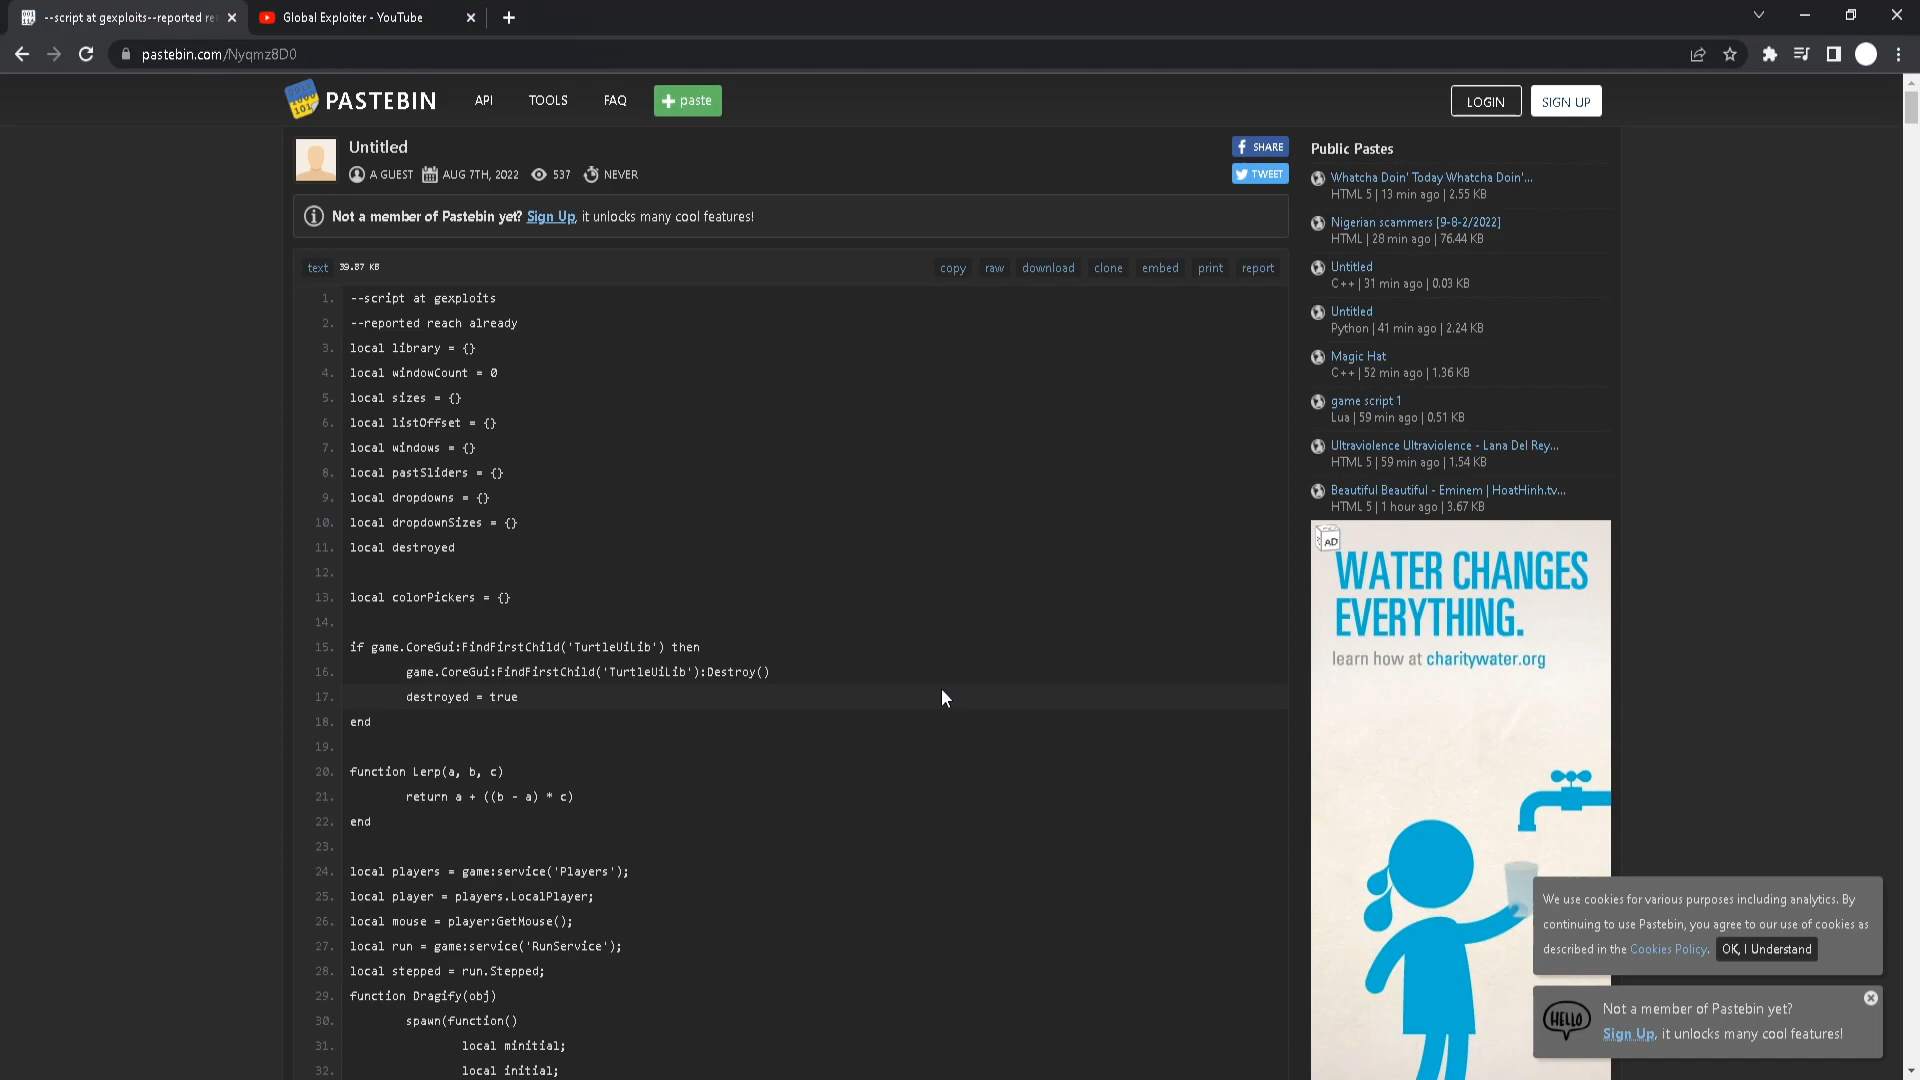 --script at gexploits--reported re
Global Exploiter - YouTube
pastebin.com/Nyqmz8D0
PASTEBIN
API
TOOLS
FAQ
+ paste
LOGIN
SIGN UP
Untitled
A GUEST AUG 7TH, 2022 537 NEVER
SHARE
TWEET
Not a member of Pastebin yet? Sign Up, it unlocks many cool features!
text 39.87 KB
copy raw download clone embed print report
1. --script at gexploits
2. --reported reach already
3. local library = {}
4. local windowCount = 0
5. local sizes = {}
6. local listOffset = {}
7. local windows = {}
8. local pastSliders = {}
9. local dropdowns = {}
10. local dropdownSizes = {}
11. local destroyed
12.
13. local colorPickers = {}
14.
15. if game.CoreGui:FindFirstChild('TurtleUiLib') then
16. game.CoreGui:FindFirstChild('TurtleUiLib'):Destroy()
17. destroyed = true
18. end
19.
20. function Lerp(a, b, c)
21. return a + ((b - a) * c)
22. end
23.
24. local players = game:service('Players');
25. local player = players.LocalPlayer;
26. local mouse = player:GetMouse();
27. local run = game:service('RunService');
28. local stepped = run.Stepped;
29. function Dragify(obj)
30. spawn(function()
31. local minitial;
32. local initial;
Public Pastes
Whatcha Doin' Today Whatcha Doin'...
HTML 5 | 13 min ago | 2.55 KB
Nigerian scammers [9-8-2/2022]
HTML | 28 min ago | 76.44 KB
Untitled
C++ | 31 min ago | 0.03 KB
Untitled
Python | 41 min ago | 2.24 KB
Magic Hat
C++ | 52 min ago | 1.36 KB
game script 1
Lua | 59 min ago | 0.51 KB
Ultraviolence Ultraviolence - Lana Del Rey...
HTML 5 | 59 min ago | 1.54 KB
Beautiful Beautiful - Eminem | HoatHinh.tv...
HTML 5 | 1 hour ago | 3.67 KB
AD
WATER CHANGES
EVERYTHING.
learn how at charitywater.org
We use cookies for various purposes including analytics. By
continuing to use Pastebin, you agree to our use of cookies as
described in the Cookies Policy. OK, I Understand
HELLO
Not a member of Pastebin yet?
Sign Up, it unlocks many cool features!